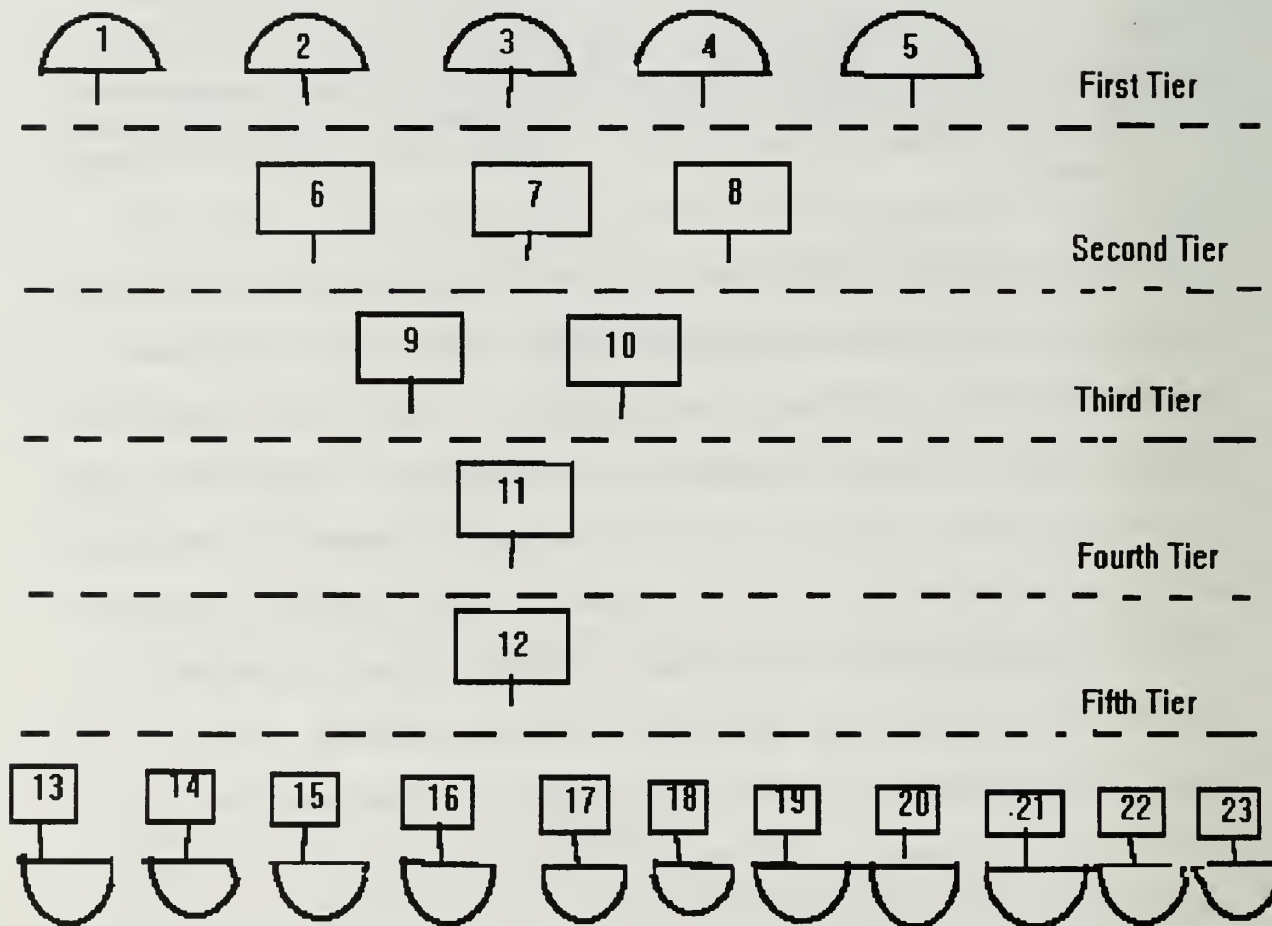 1 2 3 4 5
First Tier
6 7 8
Second Tier
9 10
Third Tier
11
Fourth Tier
12
Fifth Tier
13 14 15 16 17 18 19 20 .21 22 23